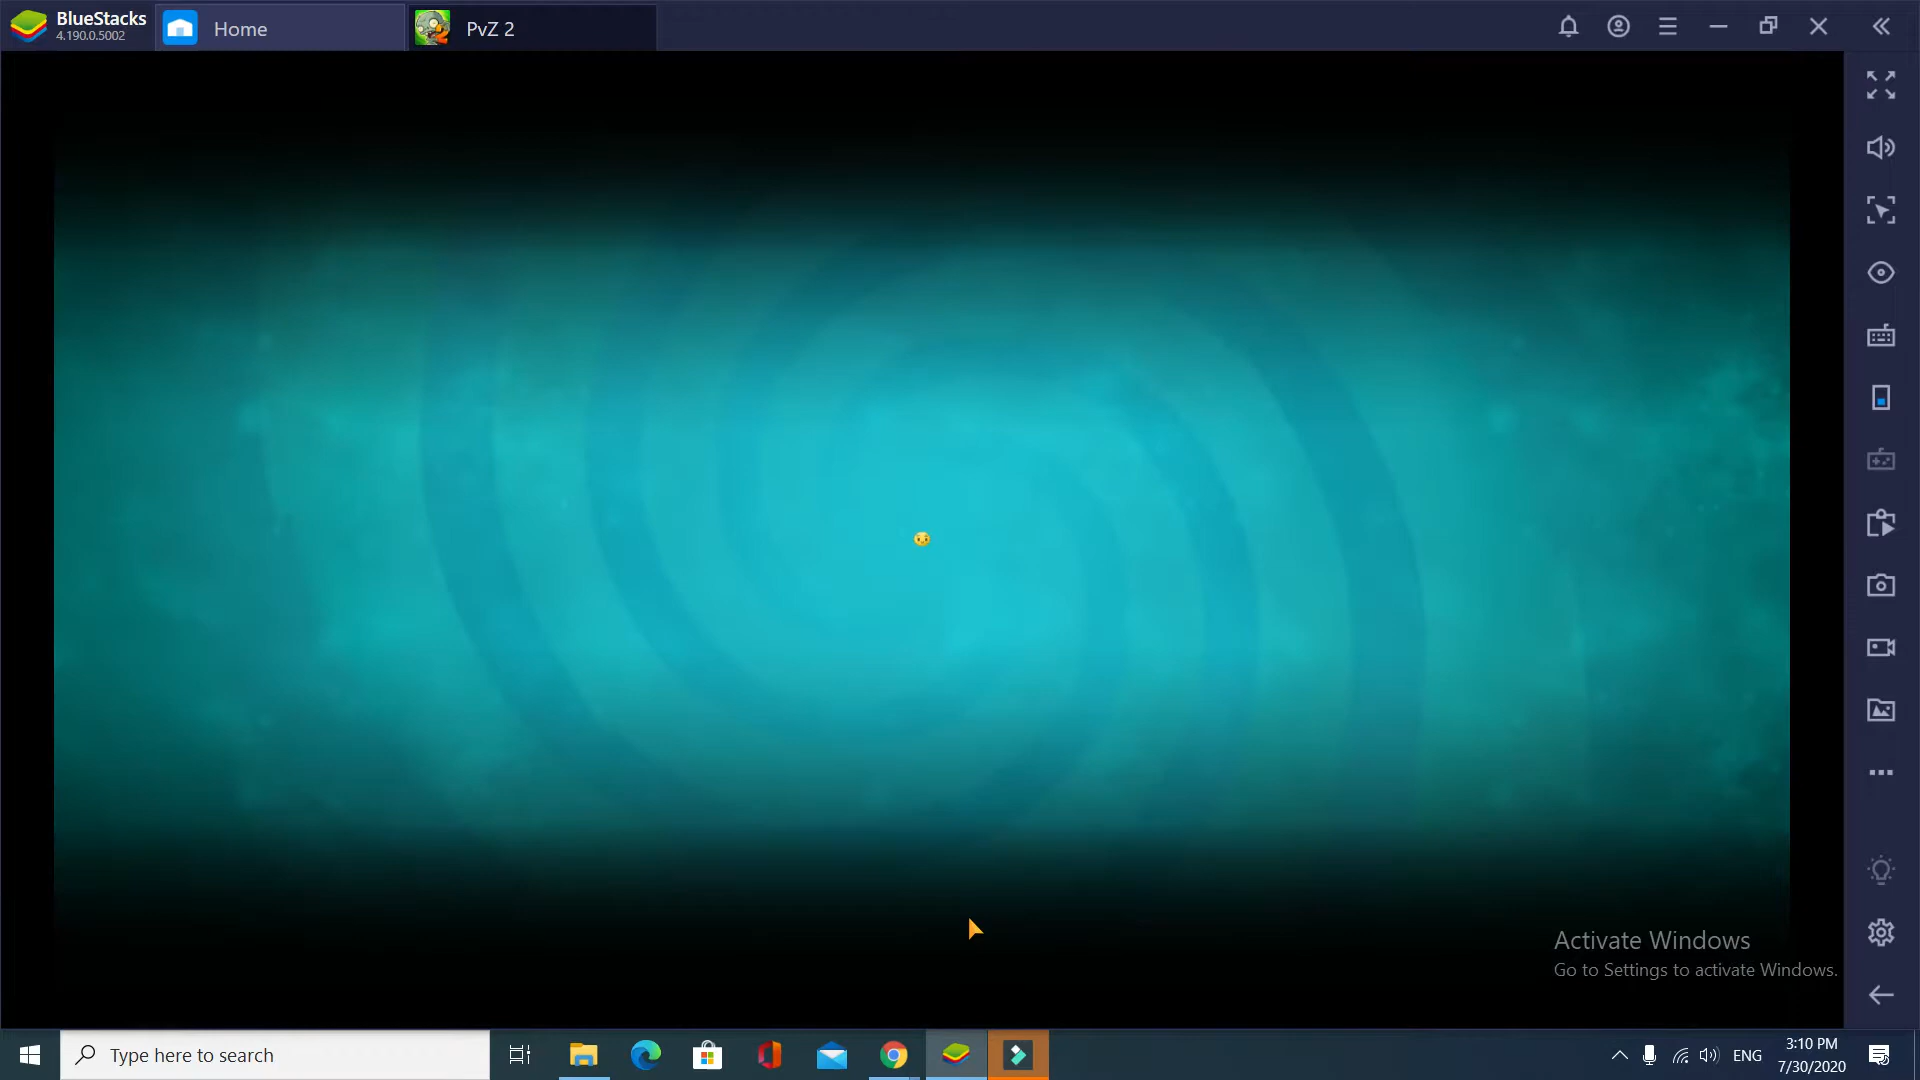 BlueStacks
4.190.0.5002
Home
PvZ 2
Activate Windows
Go to Settings to activate Windows.
Type here to search
ENG
3:10 PM
7/30/2020